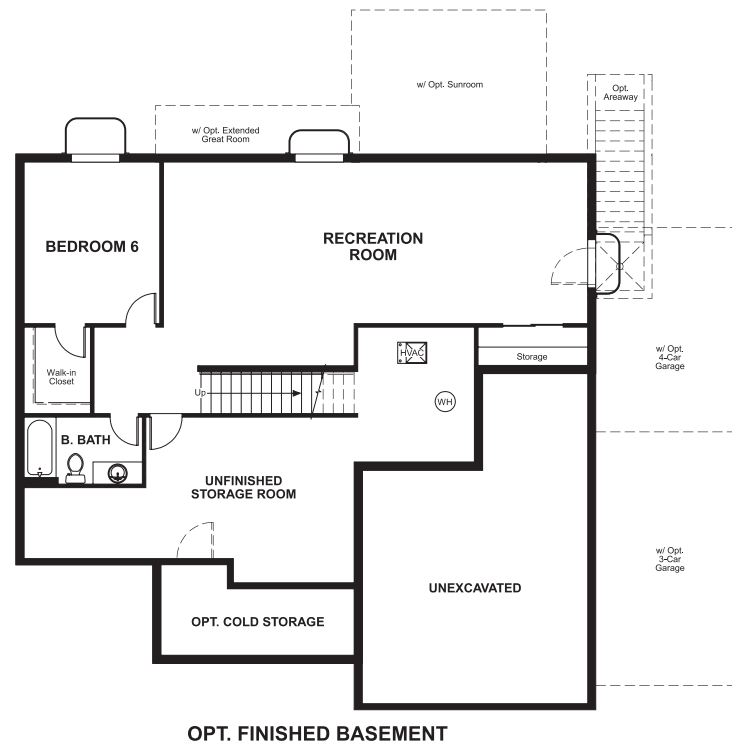 w/ Opt. Sunroom
Opt.
Areaway
w/ Opt. Extended
Great Room
BEDROOM 6
RECREATION
ROOM
w/ Opt.
4-Car
Garage
HVAC
Storage
Walk-in
Closet
Up
WH
B. BATH
UNFINISHED
STORAGE ROOM
w/ Opt.
3-Car
Garage
UNEXCAVATED
OPT. COLD STORAGE
OPT. FINISHED BASEMENT